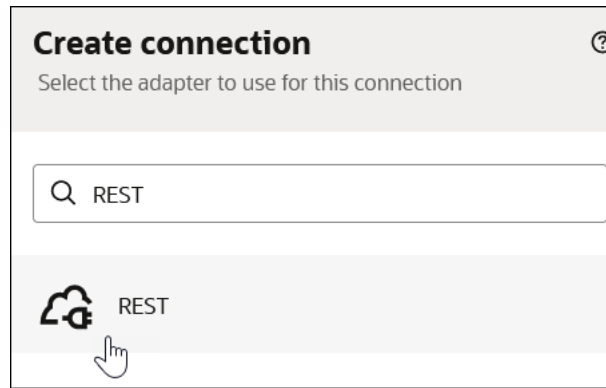 Create connection
Select the adapter to use for this connection
REST
REST